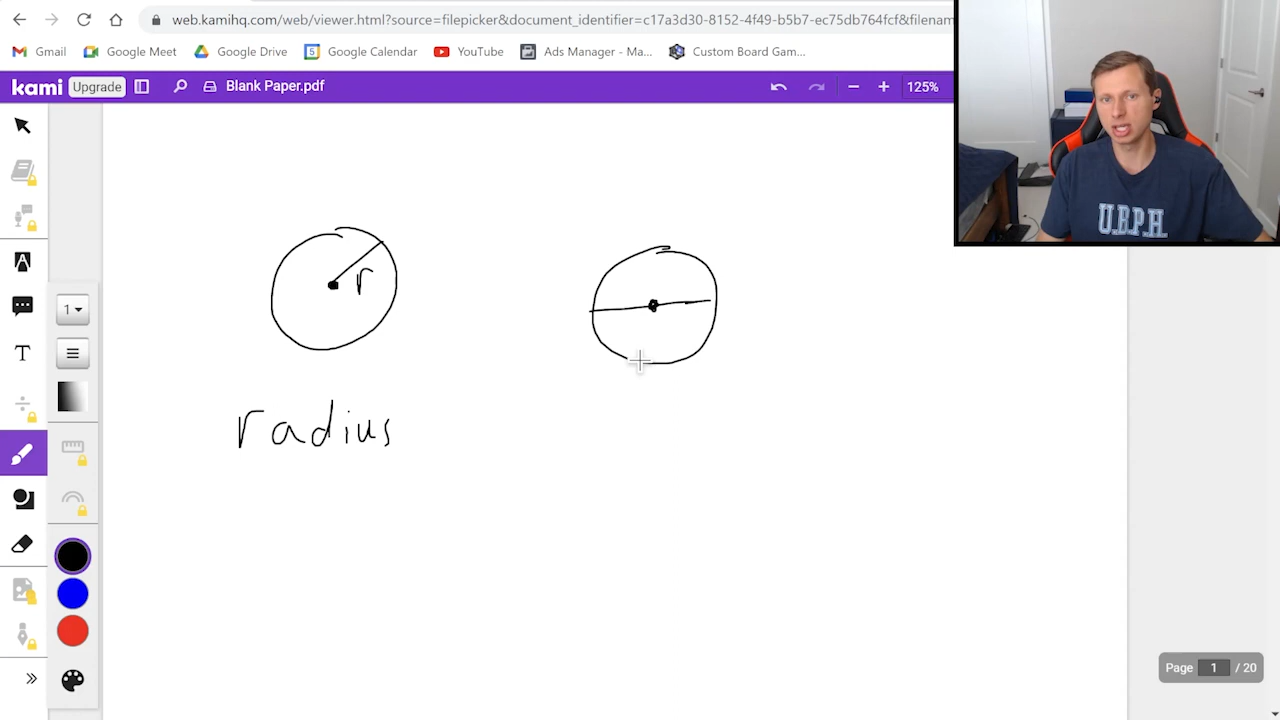 web.kamihq.com/web/viewer.html?source=filepicker&document_identifier=c17a3d30-8152-4f49-b5b7-ec75db764fcf&filenam
Gmail Google Meet Google Drive 5 Google Calendar YouTube Ads Manager - Ma... Custom Board Gam...
kami Upgrade Blank Paper.pdf 125%
U.B.P.H.
A
r
1
T
radius
Page 1 / 20